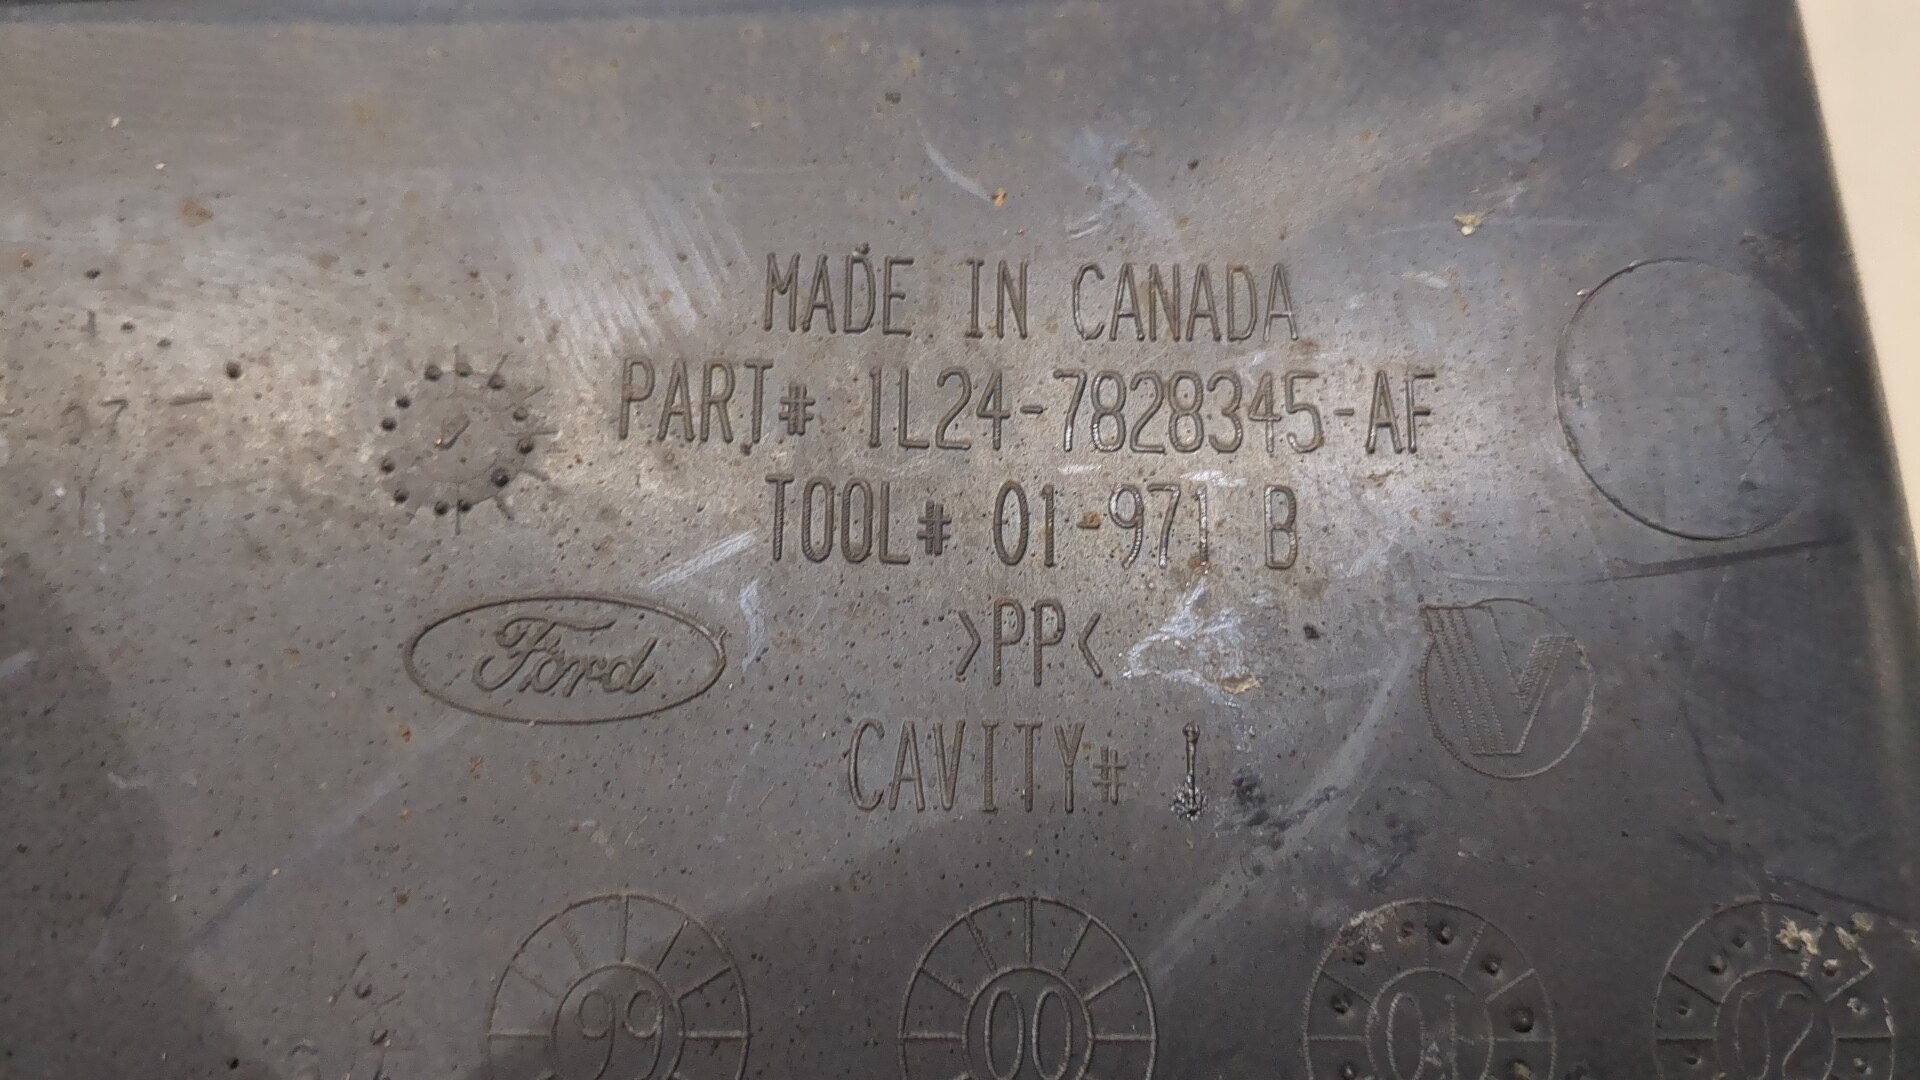 MADE IN CANADA
PART# 1L24-7828345-AF
TOOL# 01-971 B
Ford
>PP<
CAVITY# 1
99
00
01
02